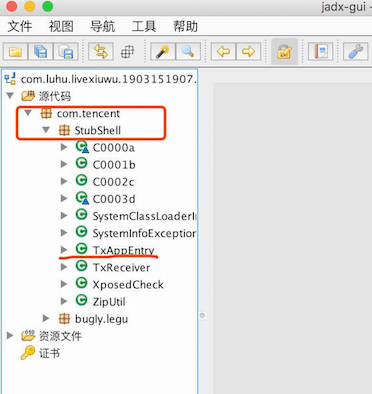 jadx-gui -
文件 视图 导航 工具 帮助
com.luhu.livexiuwu.1903151907.
源代码
com.tencent
StubShell
C0000a
C0001b
C0002c
C0003d
SystemClassLoaderIn
SystemInfoException
TxAppEntry
TxReceiver
XposedCheck
ZipUtil
bugly.legu
资源文件
证书